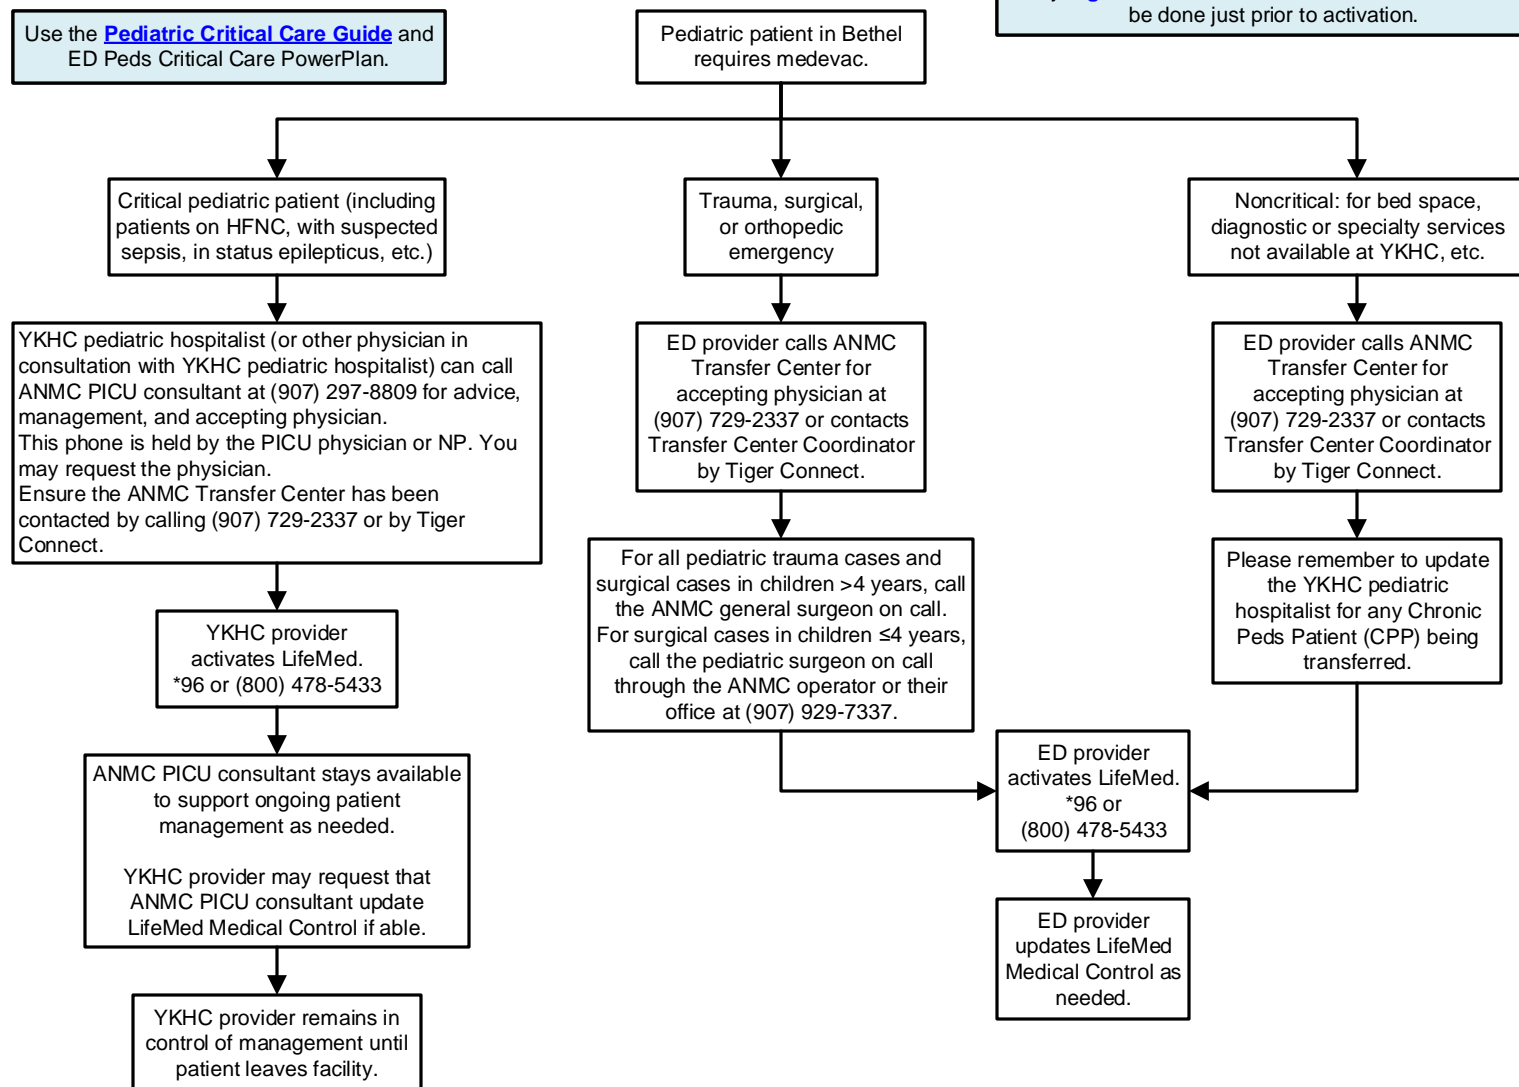 be done just prior to activation.
Use the Pediatric Critical Care Guide and
ED Peds Critical Care PowerPlan.
Pediatric patient in Bethel
requires medevac.
Critical pediatric patient (including
patients on HFNC, with suspected
sepsis, in status epilepticus, etc.)
Trauma, surgical,
or orthopedic
emergency
Noncritical: for bed space,
diagnostic or specialty services
not available at YKHC, etc.
YKHC pediatric hospitalist (or other physician in
consultation with YKHC pediatric hospitalist) can call
ANMC PICU consultant at (907) 297-8809 for advice,
management, and accepting physician.
This phone is held by the PICU physician or NP. You
may request the physician.
Ensure the ANMC Transfer Center has been
contacted by calling (907) 729-2337 or by Tiger
Connect.
ED provider calls ANMC
Transfer Center for
accepting physician at
(907) 729-2337 or contacts
Transfer Center Coordinator
by Tiger Connect.
ED provider calls ANMC
Transfer Center for
accepting physician at
(907) 729-2337 or contacts
Transfer Center Coordinator
by Tiger Connect.
For all pediatric trauma cases and
surgical cases in children >4 years, call
the ANMC general surgeon on call.
For surgical cases in children ≤4 years,
call the pediatric surgeon on call
through the ANMC operator or their
office at (907) 929-7337.
Please remember to update
the YKHC pediatric
hospitalist for any Chronic
Peds Patient (CPP) being
transferred.
YKHC provider
activates LifeMed.
*96 or (800) 478-5433
ANMC PICU consultant stays available
to support ongoing patient
management as needed.
YKHC provider may request that
ANMC PICU consultant update
LifeMed Medical Control if able.
YKHC provider remains in
control of management until
patient leaves facility.
ED provider
activates LifeMed.
*96 or
(800) 478-5433
ED provider
updates LifeMed
Medical Control as
needed.